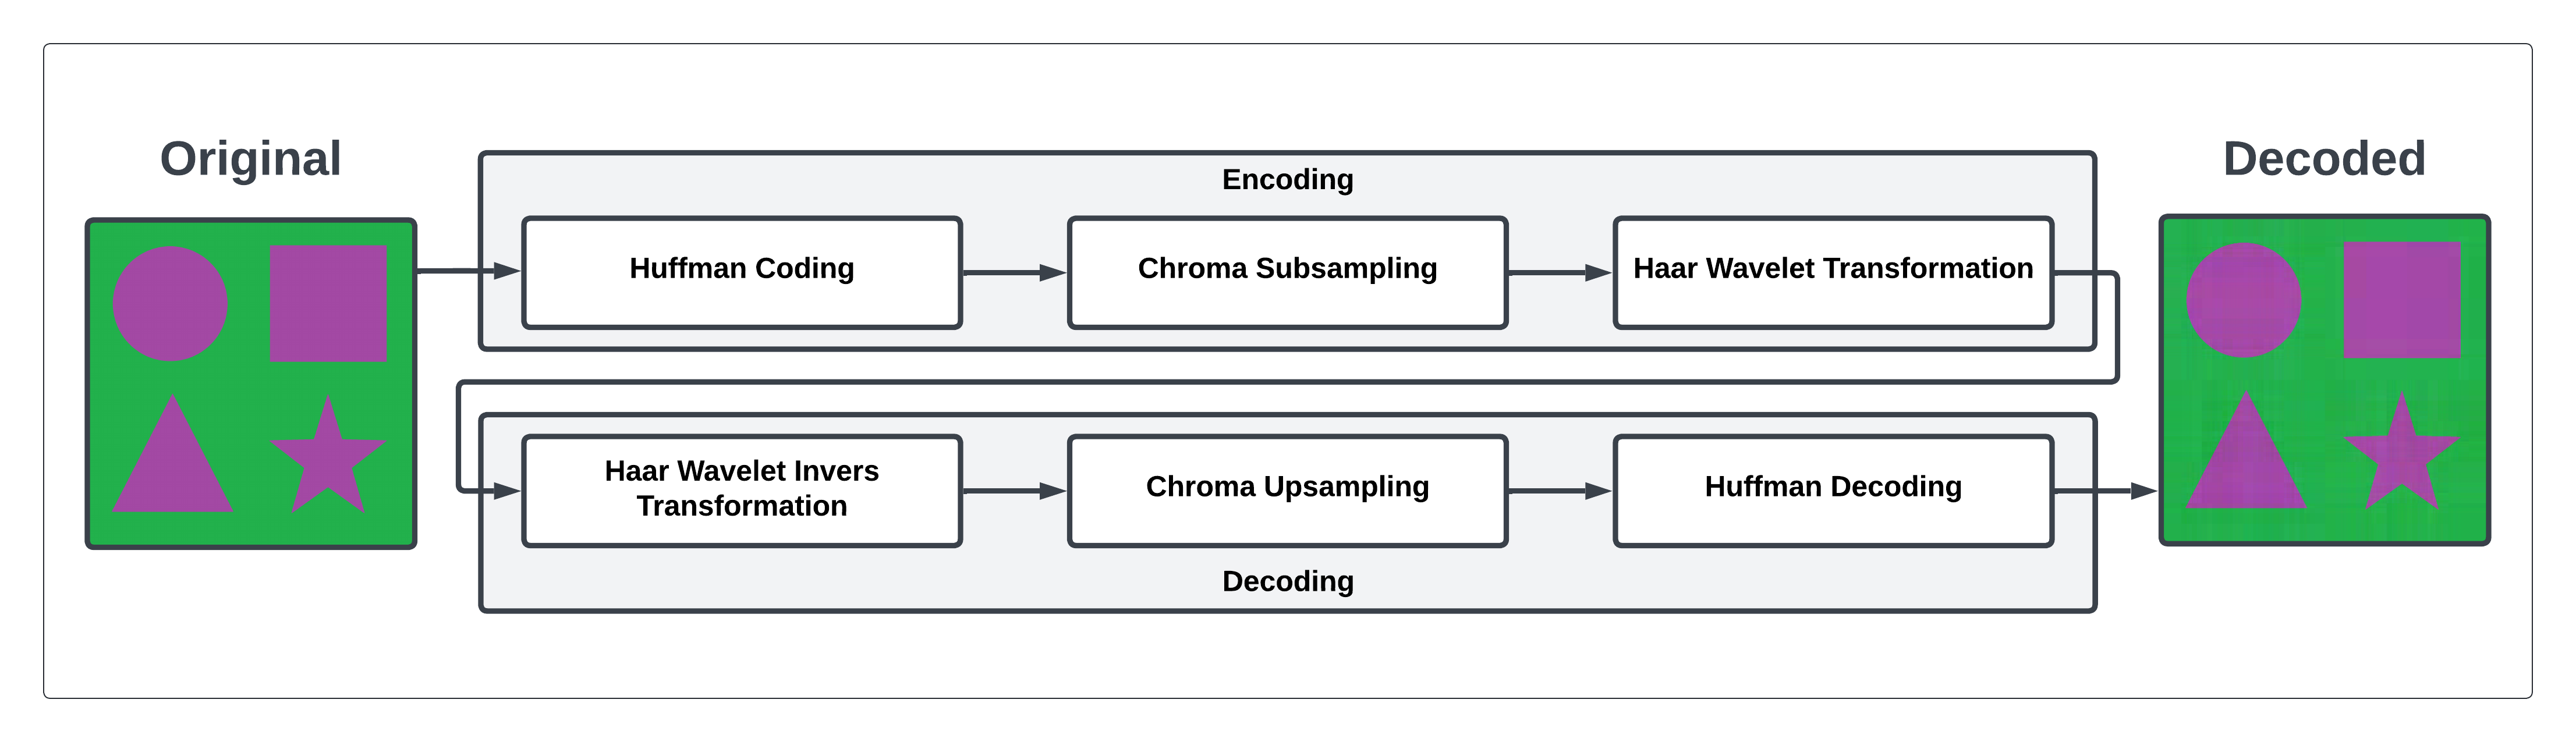 Original
Decoded
Encoding
Huffman Coding
Chroma Subsampling
Haar Wavelet Transformation
Haar Wavelet Invers
Transformation
Chroma Upsampling
Huffman Decoding
Decoding